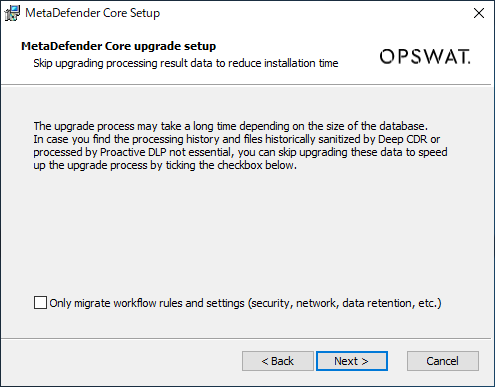 MetaDefender Core Setup
MetaDefender Core upgrade setup
Skip upgrading processing result data to reduce installation time
OPSWAT.
The upgrade process may take a long time depending on the size of the database.
In case you find the processing history and files historically sanitized by Deep CDR or
processed by Proactive DLP not essential, you can skip upgrading these data to speed
up the upgrade process by ticking the checkbox below.
Only migrate workflow rules and settings (security, network, data retention, etc.)
< Back
Next >
Cancel